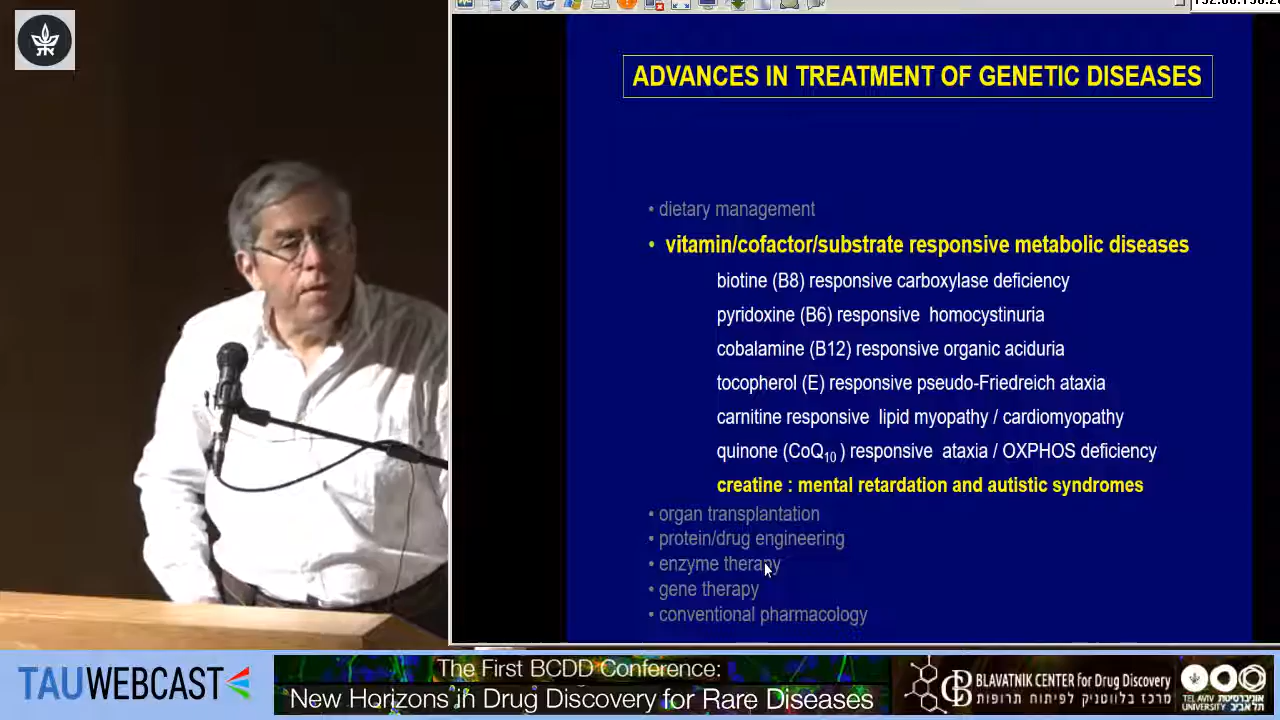 ADVANCES IN TREATMENT OF GENETIC DISEASES
• dietary management
• vitamin/cofactor/substrate responsive metabolic diseases
biotine (B8) responsive carboxylase deficiency
pyridoxine (B6) responsive homocystinuria
cobalamine (B12) responsive organic aciduria
tocopherol (E) responsive pseudo-Friedreich ataxia
carnitine responsive lipid myopathy / cardiomyopathy
quinone (CoQ10 ) responsive ataxia / OXPHOS deficiency
creatine : mental retardation and autistic syndromes
• organ transplantation
• protein/drug engineering
• enzyme therapy
• gene therapy
• conventional pharmacology
TAUWEBCAST
The First BCDD Conference:
New Horizons in Drug Discovery for Rare Diseases
BLAVATNIK CENTER for Drug Discovery
מרכז בלווטניק לפיתוח תרופות
TEL AVIV UNIVERSITY
אוניברסיטת תל אביב